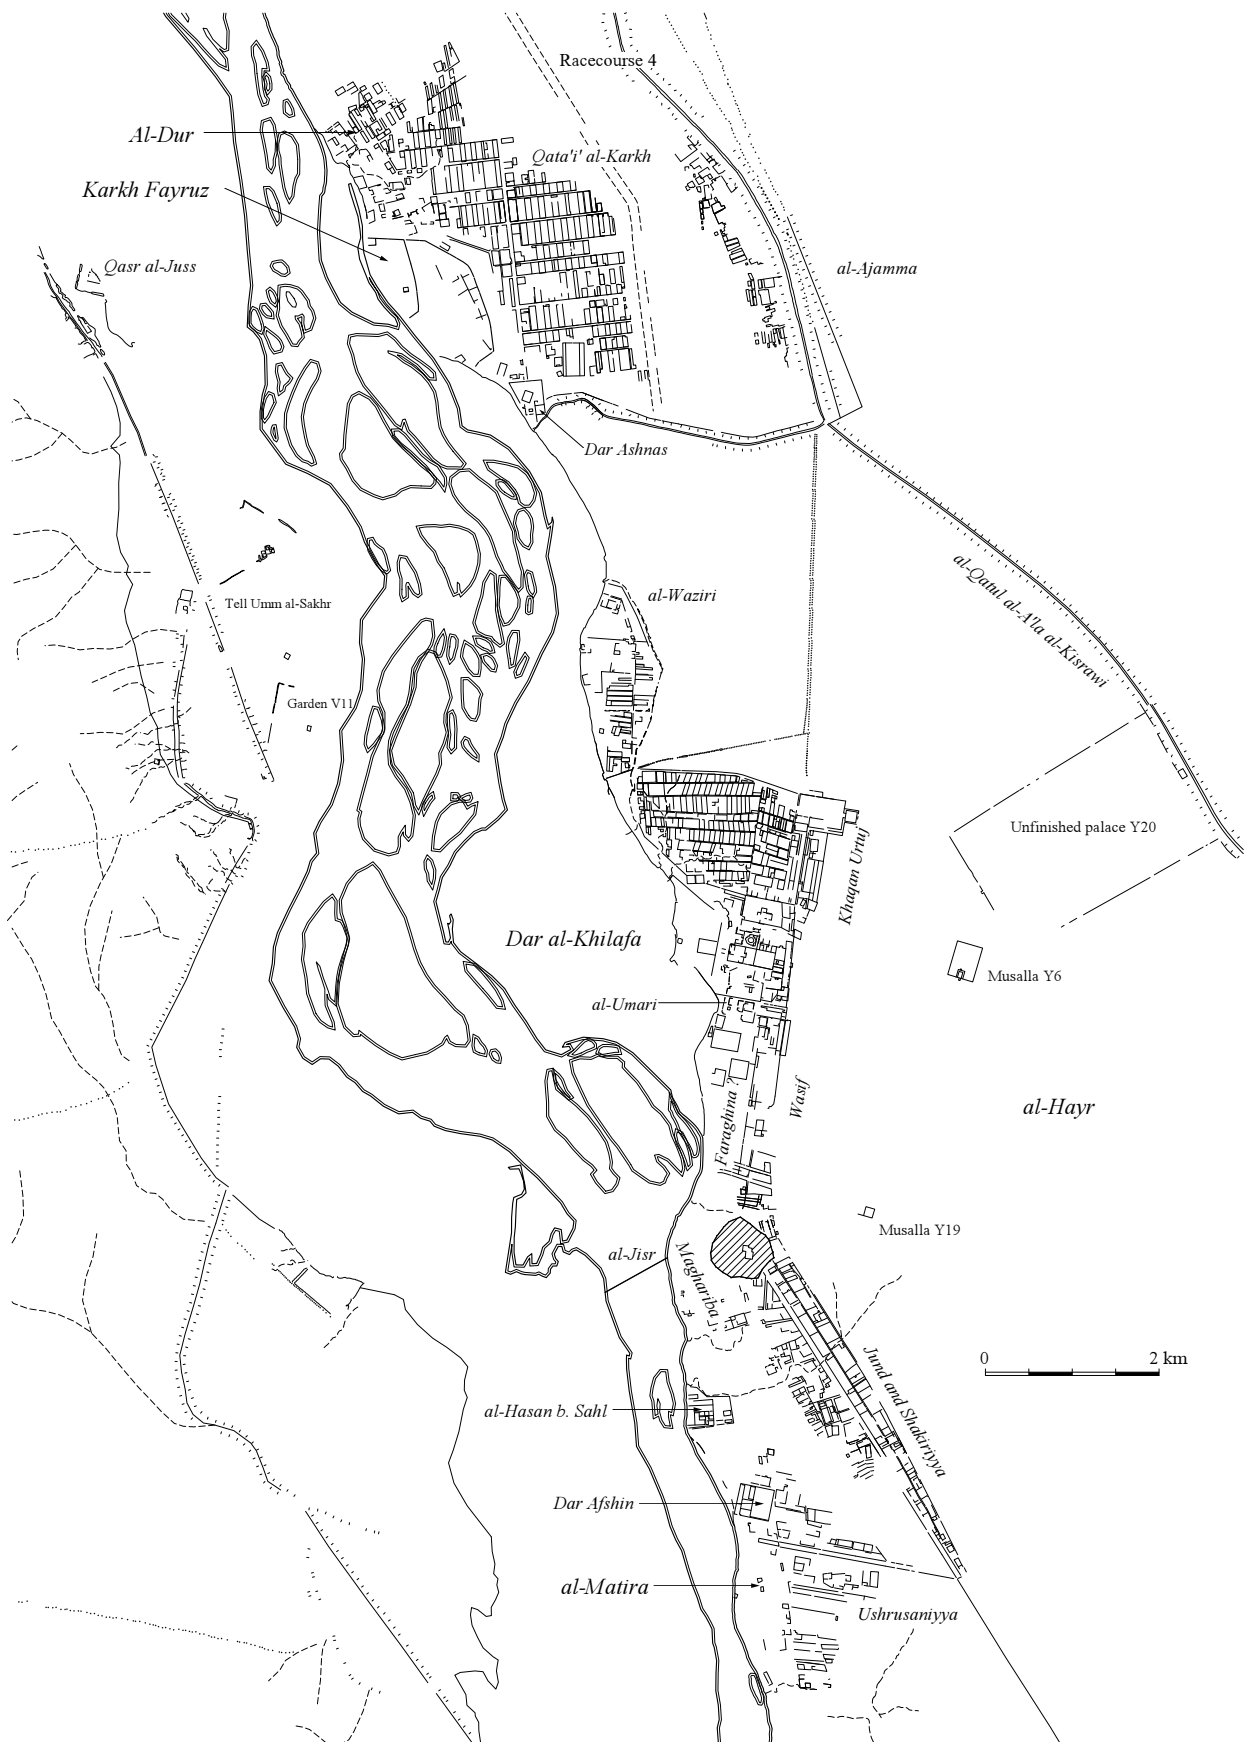 Racecourse 4
Al-Dur
Qata'i' al-Karkh
Karkh Fayruz
Qasr al-Juss
al-Ajamma
Dar Ashnas
al-Qatul al-A'la al-Kisrawi
al-Waziri
Tell Umm al-Sakhr
Garden V11
Unfinished palace Y20
Khaqan Urtuj
Dar al-Khilafa
Musalla Y6
al-Umari
Wasif
Faraghina ?
al-Hayr
Musalla Y19
al-Jisr
Maghariba
0 2 km
Jund and Shakiriyya
al-Hasan b. Sahl
Dar Afshin
al-Matira
Ushrusaniyya